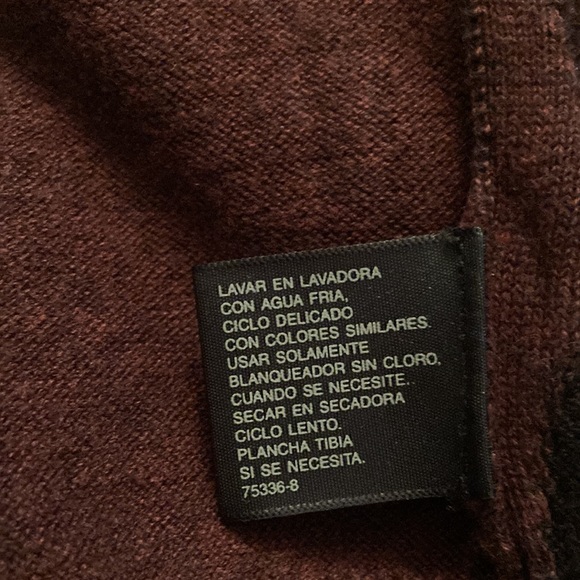 LAVAR EN LAVADORA
CON AGUA FRIA,
CICLO DELICADO
CON COLORES SIMILARES.
USAR SOLAMENTE
BLANQUEADOR SIN CLORO,
CUANDO SE NECESITE.
SECAR EN SECADORA
CICLO LENTO.
PLANCHA TIBIA
SI SE NECESITA.
75336-8